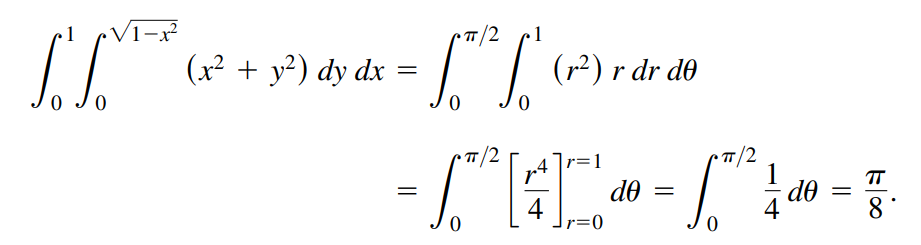 ∫₀¹ ∫₀^√(1−x²) (x² + y²) dy dx = ∫₀^π/2 ∫₀¹ (r²) r dr dθ
= ∫₀^π/2 [r⁴/4]_r=0^r=1 dθ = ∫₀^π/2 1/4 dθ = π/8.